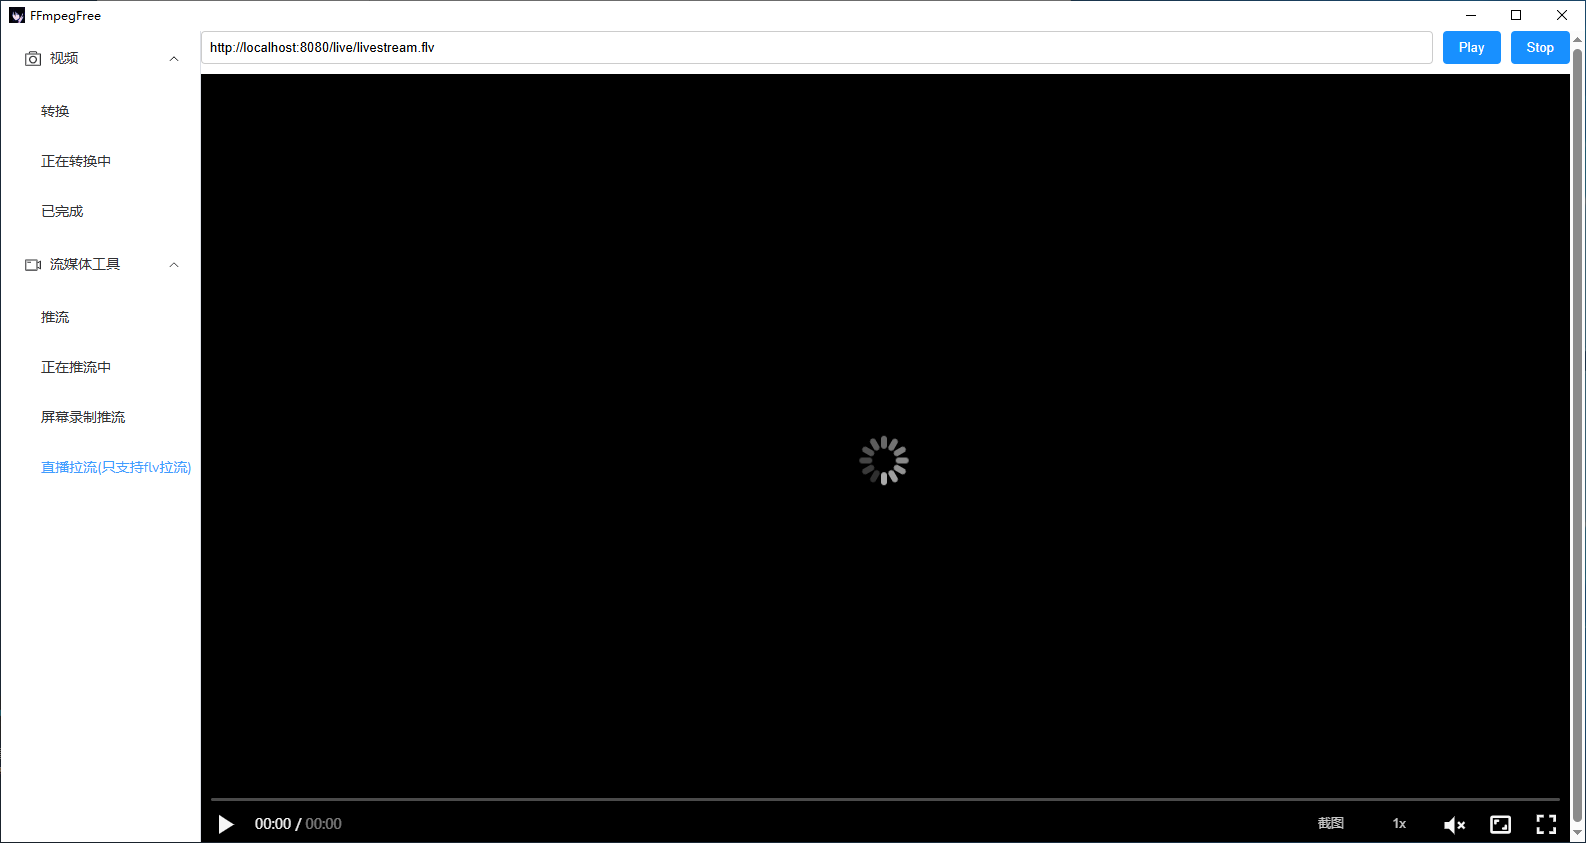 FFmpegFree
视频
转换
正在转换中
已完成
流媒体工具
推流
正在推流中
屏幕录制推流
直播拉流(只支持flv拉流)
http://localhost:8080/live/livestream.flv
Play
Stop
00:00 / 00:00
截图
1x